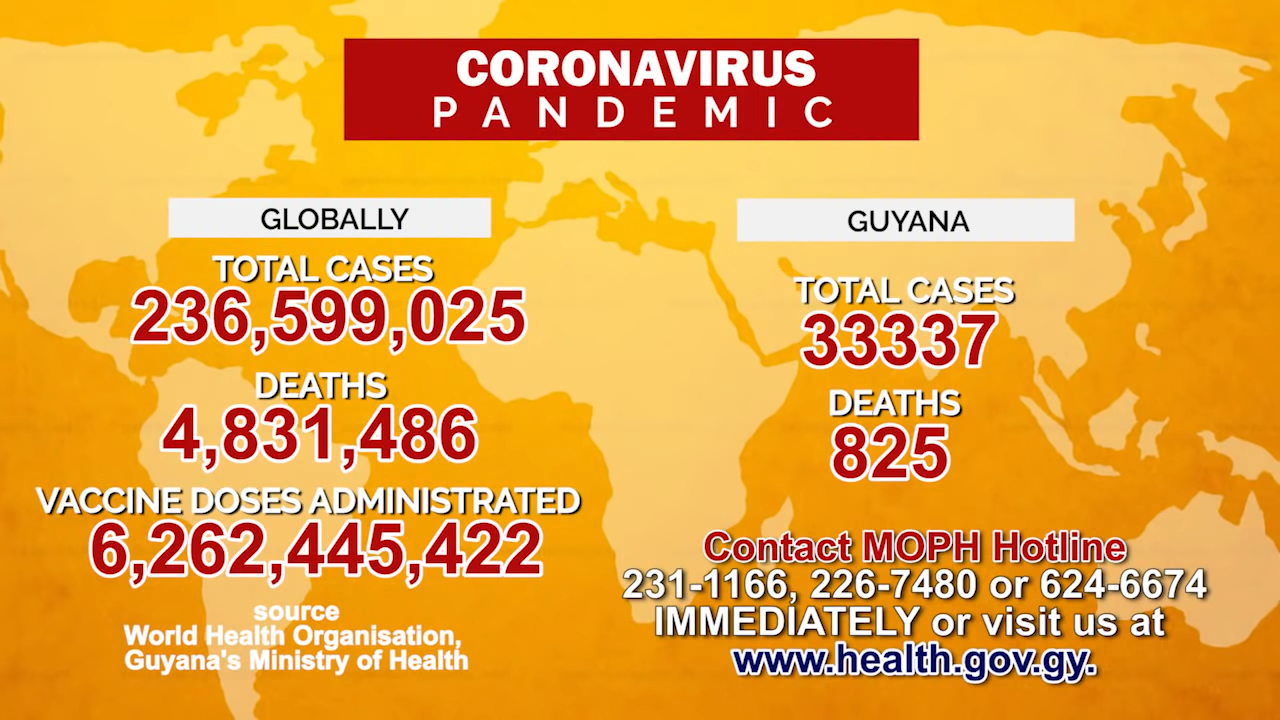 CORONAVIRUS
PANDEMIC
GLOBALLY
TOTAL CASES
236,599,025
DEATHS
4,831,486
VACCINE DOSES ADMINISTRATED
6,262,445,422
source
World Health Organisation,
Guyana's Ministry of Health
GUYANA
TOTAL CASES
33337
DEATHS
825
Contact MOPH Hotline
231-1166, 226-7480 or 624-6674
IMMEDIATELY or visit us at
www.health.gov.gy.